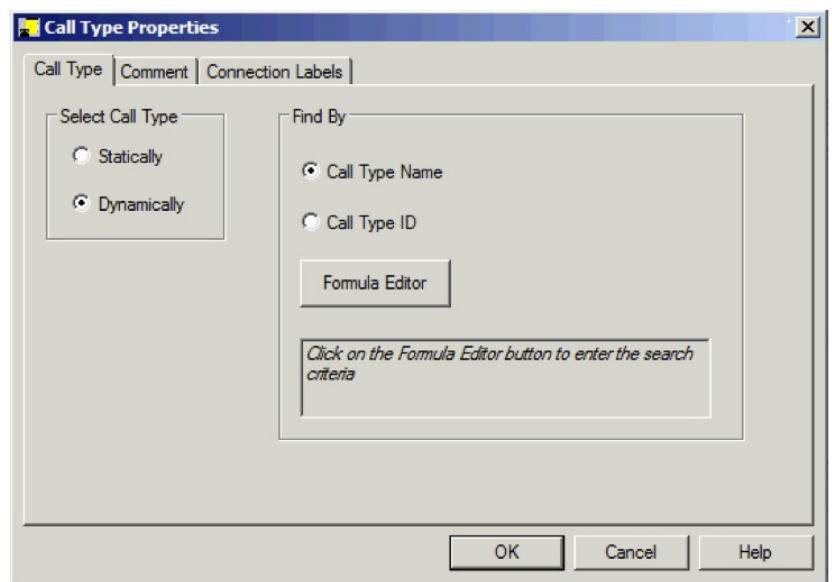 Call Type Properties
Call Type Comment Connection Labels
Select Call Type
Statically
Dynamically
Find By
Call Type Name
Call Type ID
Formula Editor
Click on the Formula Editor button to enter the search
criteria
OK Cancel Help